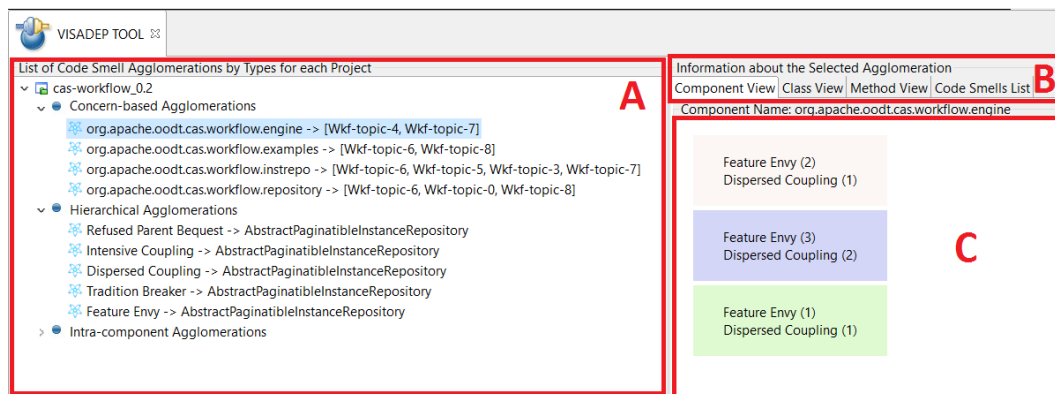 VISADEP TOOL
List of Code Smell Agglomerations by Types for each Project
cas-workflow_0.2
Concern-based Agglomerations
org.apache.oodt.cas.workflow.engine -> [Wkf-topic-4, Wkf-topic-7]
org.apache.oodt.cas.workflow.examples -> [Wkf-topic-6, Wkf-topic-8]
org.apache.oodt.cas.workflow.instrepo -> [Wkf-topic-6, Wkf-topic-5, Wkf-topic-3, Wkf-topic-7]
org.apache.oodt.cas.workflow.repository -> [Wkf-topic-6, Wkf-topic-0, Wkf-topic-8]
Hierarchical Agglomerations
Refused Parent Bequest -> AbstractPaginatibleInstanceRepository
Intensive Coupling -> AbstractPaginatibleInstanceRepository
Dispersed Coupling -> AbstractPaginatibleInstanceRepository
Tradition Breaker -> AbstractPaginatibleInstanceRepository
Feature Envy -> AbstractPaginatibleInstanceRepository
Intra-component Agglomerations
A
Information about the Selected Agglomeration
Component View Class View Method View Code Smells List
B
Component Name: org.apache.oodt.cas.workflow.engine
Feature Envy (2)
Dispersed Coupling (1)
Feature Envy (3)
Dispersed Coupling (2)
C
Feature Envy (1)
Dispersed Coupling (1)